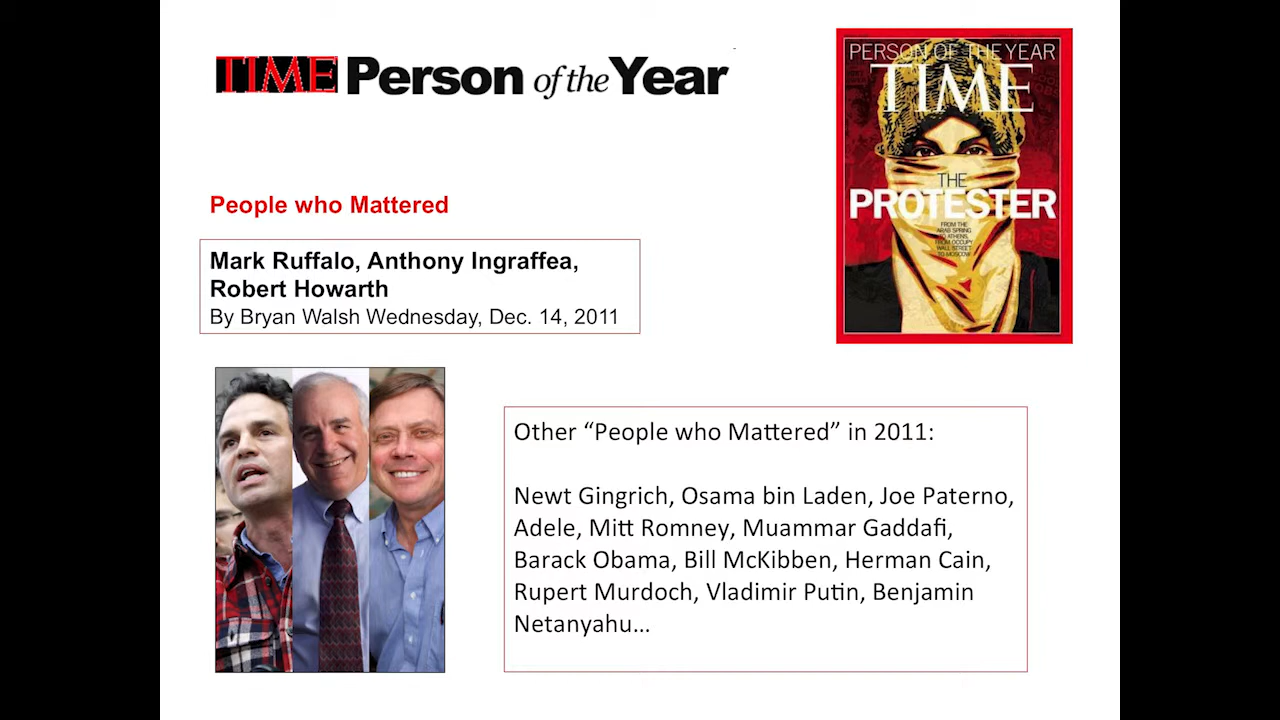 TIME Person of the Year
PERSON OF THE YEAR
TIME
THE
PROTESTER
FROM THE
ARAB SPRING
TO ATHENS,
FROM OCCUPY
WALL STREET
TO MOSCOW
People who Mattered
Mark Ruffalo, Anthony Ingraffea,
Robert Howarth
By Bryan Walsh Wednesday, Dec. 14, 2011
Other “People who Mattered” in 2011:
Newt Gingrich, Osama bin Laden, Joe Paterno,
Adele, Mitt Romney, Muammar Gaddafi,
Barack Obama, Bill McKibben, Herman Cain,
Rupert Murdoch, Vladimir Putin, Benjamin
Netanyahu…